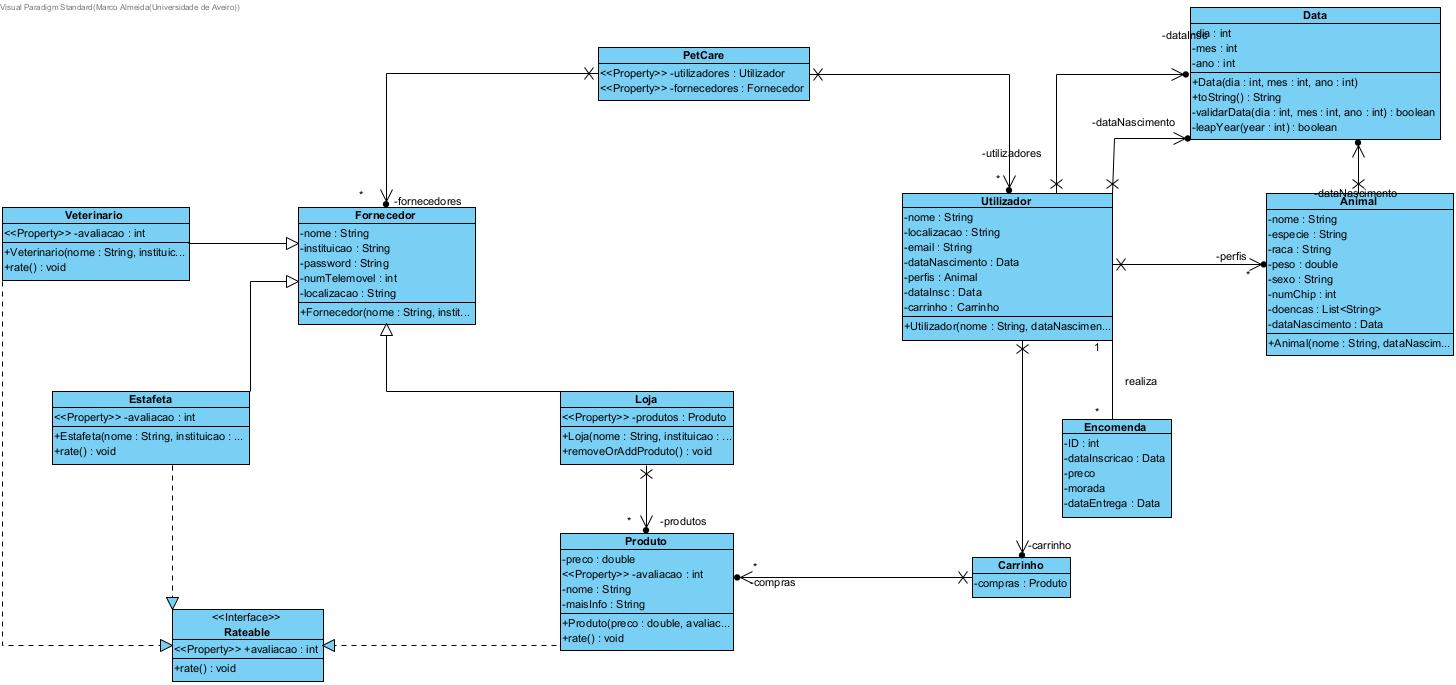 Visual Paradigm Standard(Marco Almeida(Universidade de Aveiro))
PetCare
<<Property>> -utilizadores : Utilizador
<<Property>> -fornecedores : Fornecedor
Data
-dia : int
-mes : int
-ano : int
+Data(dia : int, mes : int, ano : int)
+toString() : String
-validarData(dia : int, mes : int, ano : int) : boolean
-leapYear(year : int) : boolean
-dataInsc
-dataNascimento
-utilizadores
*
*
-fornecedores
-dataNascimento
Veterinario
<<Property>> -avaliacao : int
+Veterinario(nome : String, instituic...
+rate() : void
Fornecedor
-nome : String
-instituicao : String
-password : String
-numTelemovel : int
-localizacao : String
+Fornecedor(nome : String, instit...
Utilizador
-nome : String
-localizacao : String
-email : String
-dataNascimento : Data
-perfis : Animal
-dataInsc : Data
-carrinho : Carrinho
+Utilizador(nome : String, dataNascimen...
-perfis
*
Animal
-nome : String
-especie : String
-raca : String
-peso : double
-sexo : String
-numChip : int
-doencas : List<String>
-dataNascimento : Data
+Animal(nome : String, dataNascim...
1
realiza
*
Estafeta
<<Property>> -avaliacao : int
+Estafeta(nome : String, instituicao : ...
+rate() : void
Loja
<<Property>> -produtos : Produto
+Loja(nome : String, instituicao : ...
+removeOrAddProduto() : void
Encomenda
-ID : int
-dataInscricao : Data
-preco
-morada
-dataEntrega : Data
*
-produtos
Produto
-preco : double
<<Property>> -avaliacao : int
-nome : String
-maisInfo : String
+Produto(preco : double, avaliac...
+rate() : void
*
-compras
-carrinho
Carrinho
-compras : Produto
<<Interface>>
Rateable
<<Property>> +avaliacao : int
+rate() : void